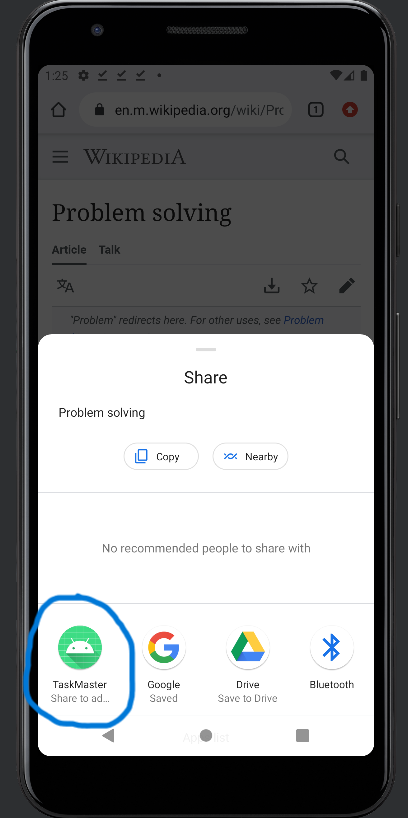 1:25
en.m.wikipedia.org/wiki/Pro
1
WIKIPEDIA
Problem solving
Article Talk
"Problem" redirects here. For other uses, see Problem
Share
Problem solving
Copy Nearby
No recommended people to share with
TaskMaster Google Drive Bluetooth
Share to ad... Saved Save to Drive